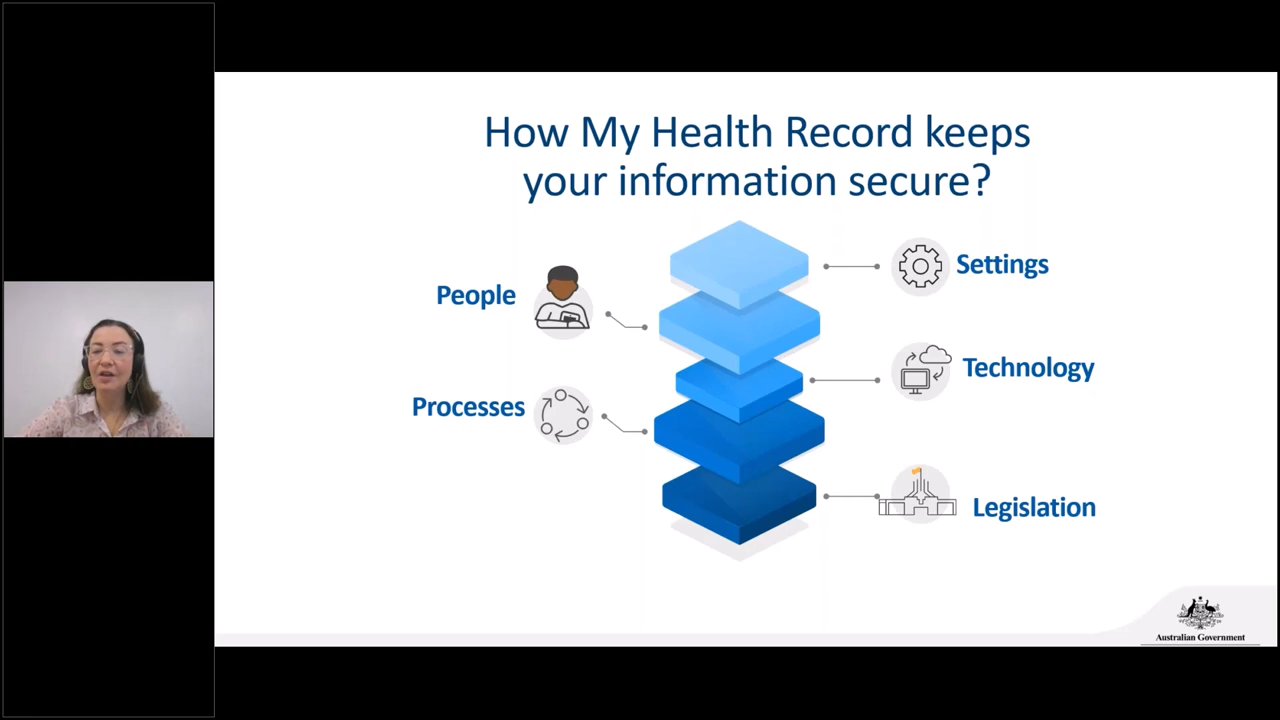 How My Health Record keeps
your information secure?
People
Settings
Technology
Processes
Legislation
Australian Government